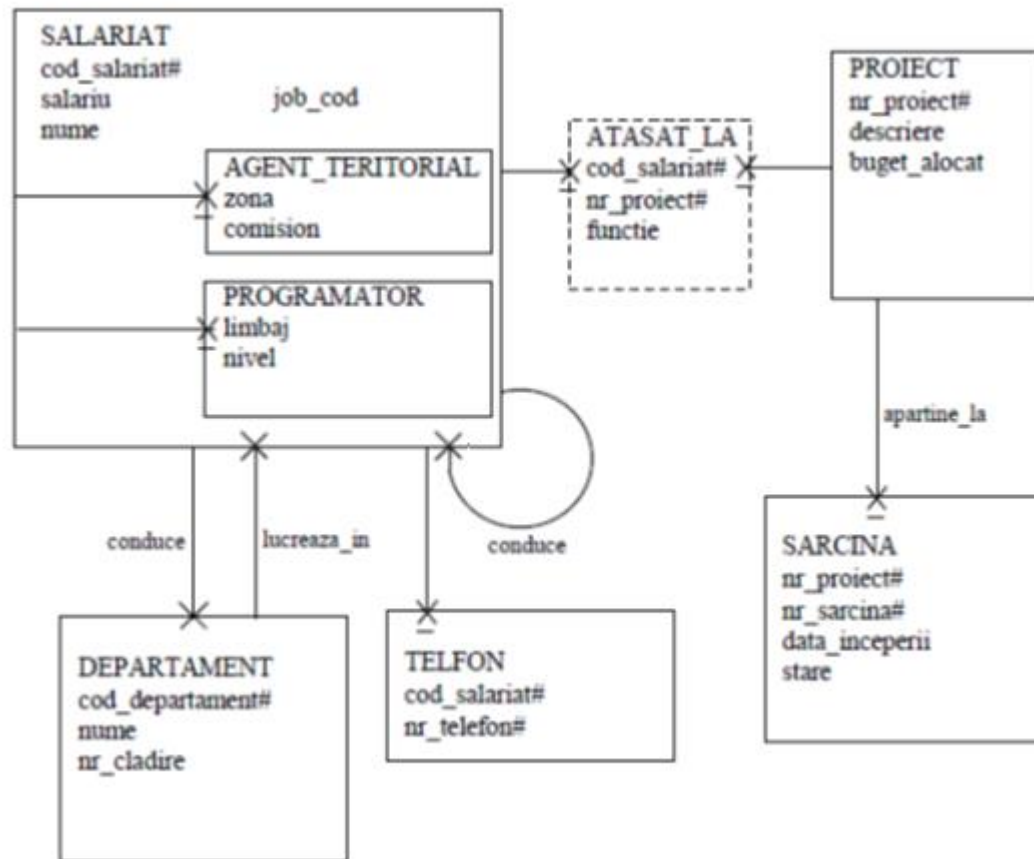 SALARIAT
cod_salariat#
salariu
job_cod
nume
AGENT_TERITORIAL
zona
comision
PROGRAMATOR
limbaj
nivel
ATASAT_LA
cod_salariat#
nr_proiect#
functie
PROIECT
nr_proiect#
descriere
buget_alocat
apartine_la
conduce
lucreaza_in
conduce
DEPARTAMENT
cod_departament#
nume
nr_cladire
TELFON
cod_salariat#
nr_telefon#
SARCINA
nr_proiect#
nr_sarcina#
data_inceperii
stare